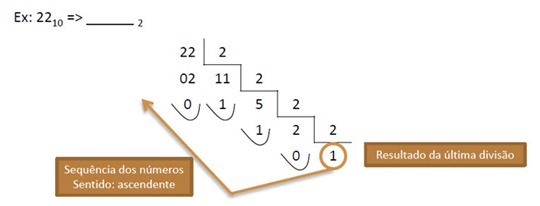 Ex: 22₁₀ => ______ ₂
22 2
02 11 2
0 1 5 2
1 2 2
0 1
Resultado da última divisão
Sequência dos números
Sentido: ascendente